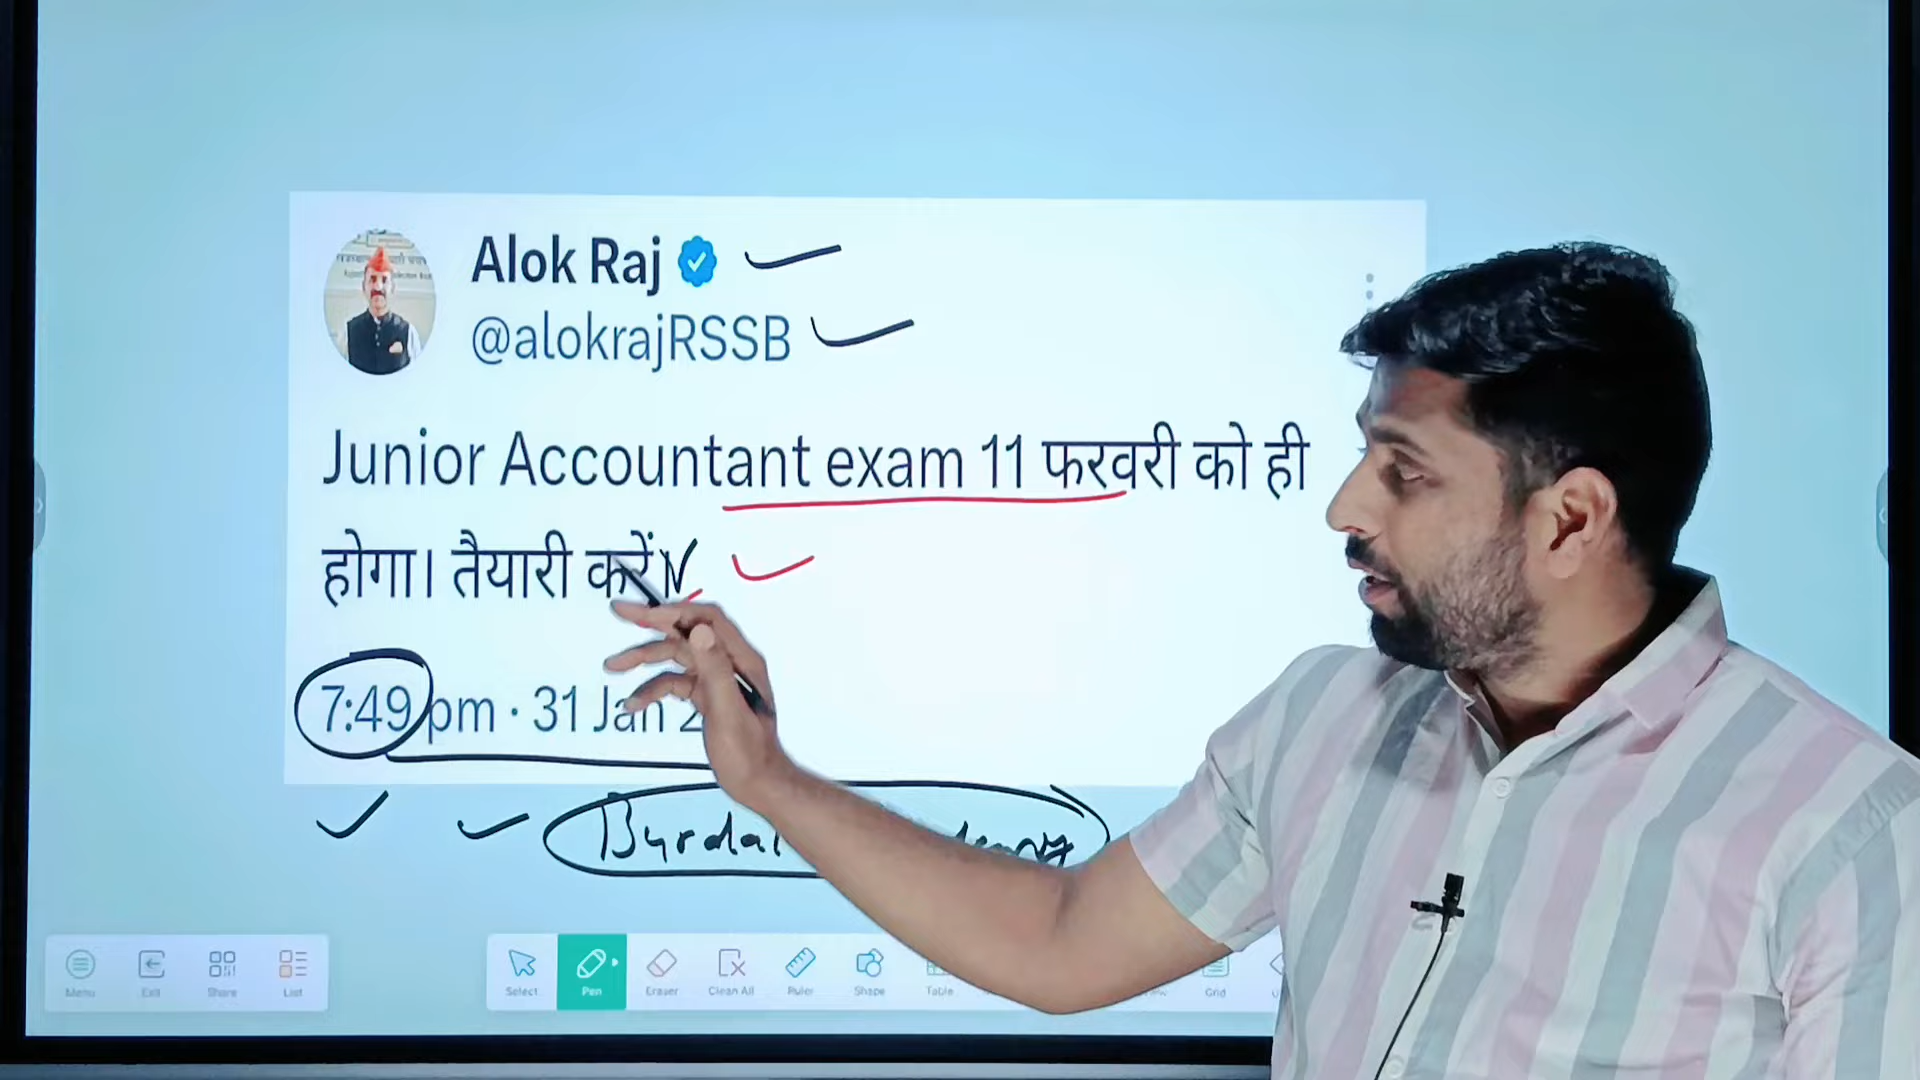 Alok Raj
@alokrajRSSB
Junior Accountant exam 11 फरवरी को ही
होगा। तैयारी करें।
7:49 pm · 31 Jan 2
Menu Exit Share List
Select Pen Eraser Clean All Ruler Shape Table Grid